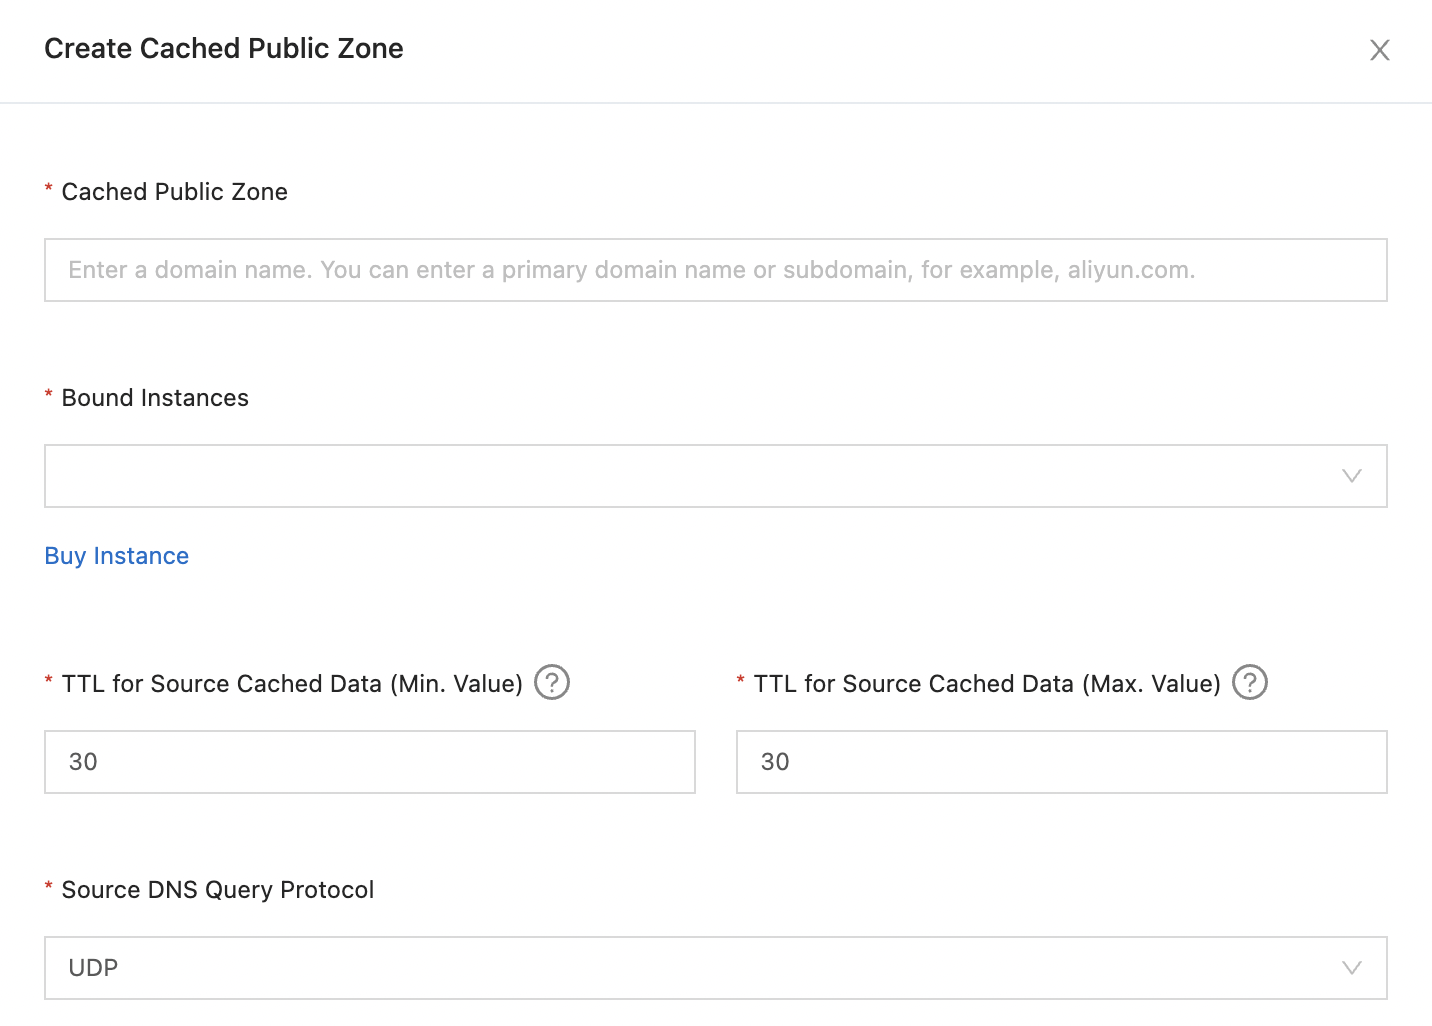 Create Cached Public Zone
* Cached Public Zone
Enter a domain name. You can enter a primary domain name or subdomain, for example, aliyun.com.
* Bound Instances
Buy Instance
* TTL for Source Cached Data (Min. Value) ?
* TTL for Source Cached Data (Max. Value) ?
30
30
* Source DNS Query Protocol
UDP